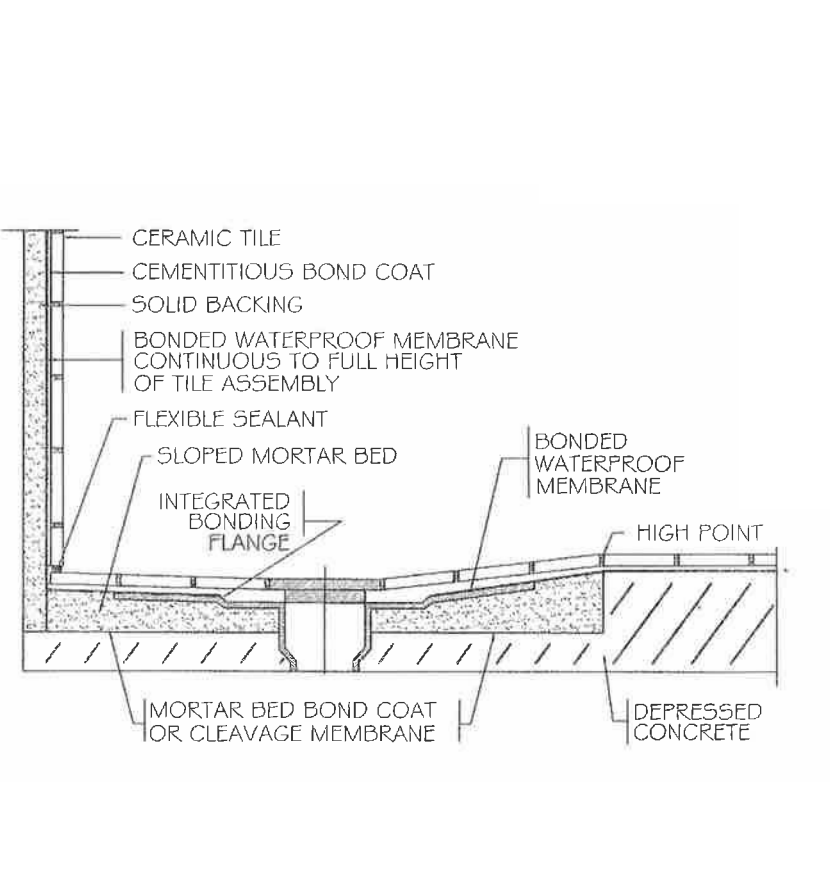 CERAMIC TILE
CEMENTITIOUS BOND COAT
SOLID BACKING
BONDED WATERPROOF MEMBRANE
CONTINUOUS TO FULL HEIGHT
OF TILE ASSEMBLY
FLEXIBLE SEALANT
SLOPED MORTAR BED
INTEGRATED
BONDING
FLANGE
BONDED
WATERPROOF
MEMBRANE
HIGH POINT
MORTAR BED BOND COAT
OR CLEAVAGE MEMBRANE
DEPRESSED
CONCRETE